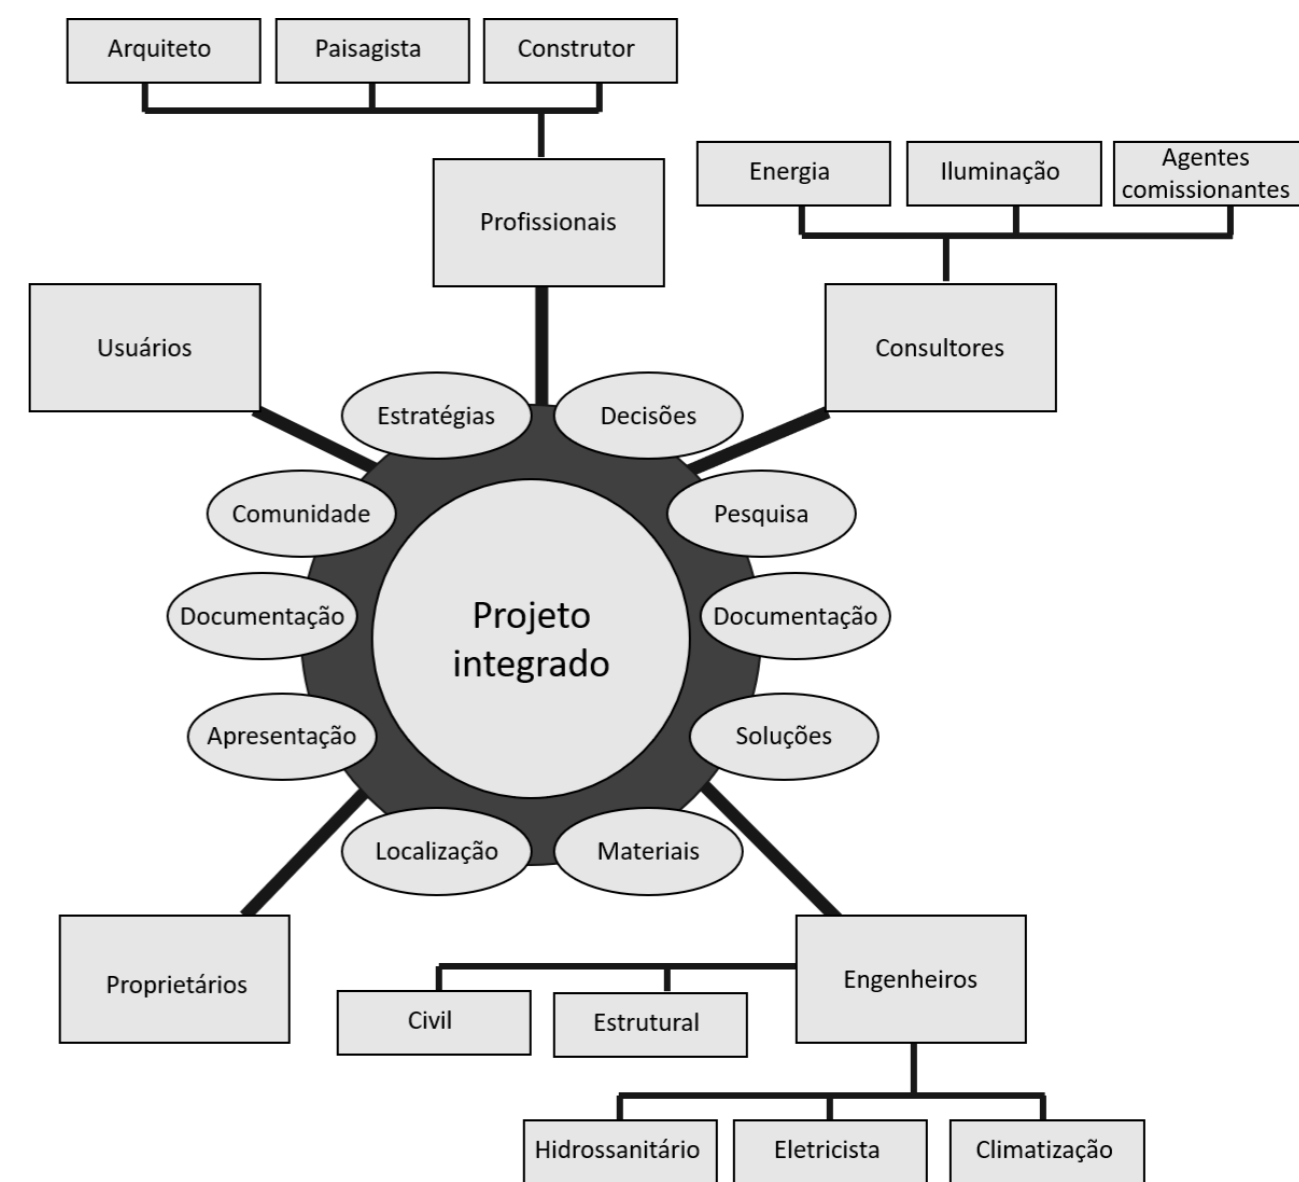 Arquiteto
Paisagista
Construtor
Profissionais
Energia
Iluminação
Agentes
comissionantes
Usuários
Consultores
Estratégias
Decisões
Comunidade
Pesquisa
Documentação
Projeto
integrado
Documentação
Apresentação
Soluções
Localização
Materiais
Proprietários
Engenheiros
Civil
Estrutural
Hidrossanitário
Eletricista
Climatização